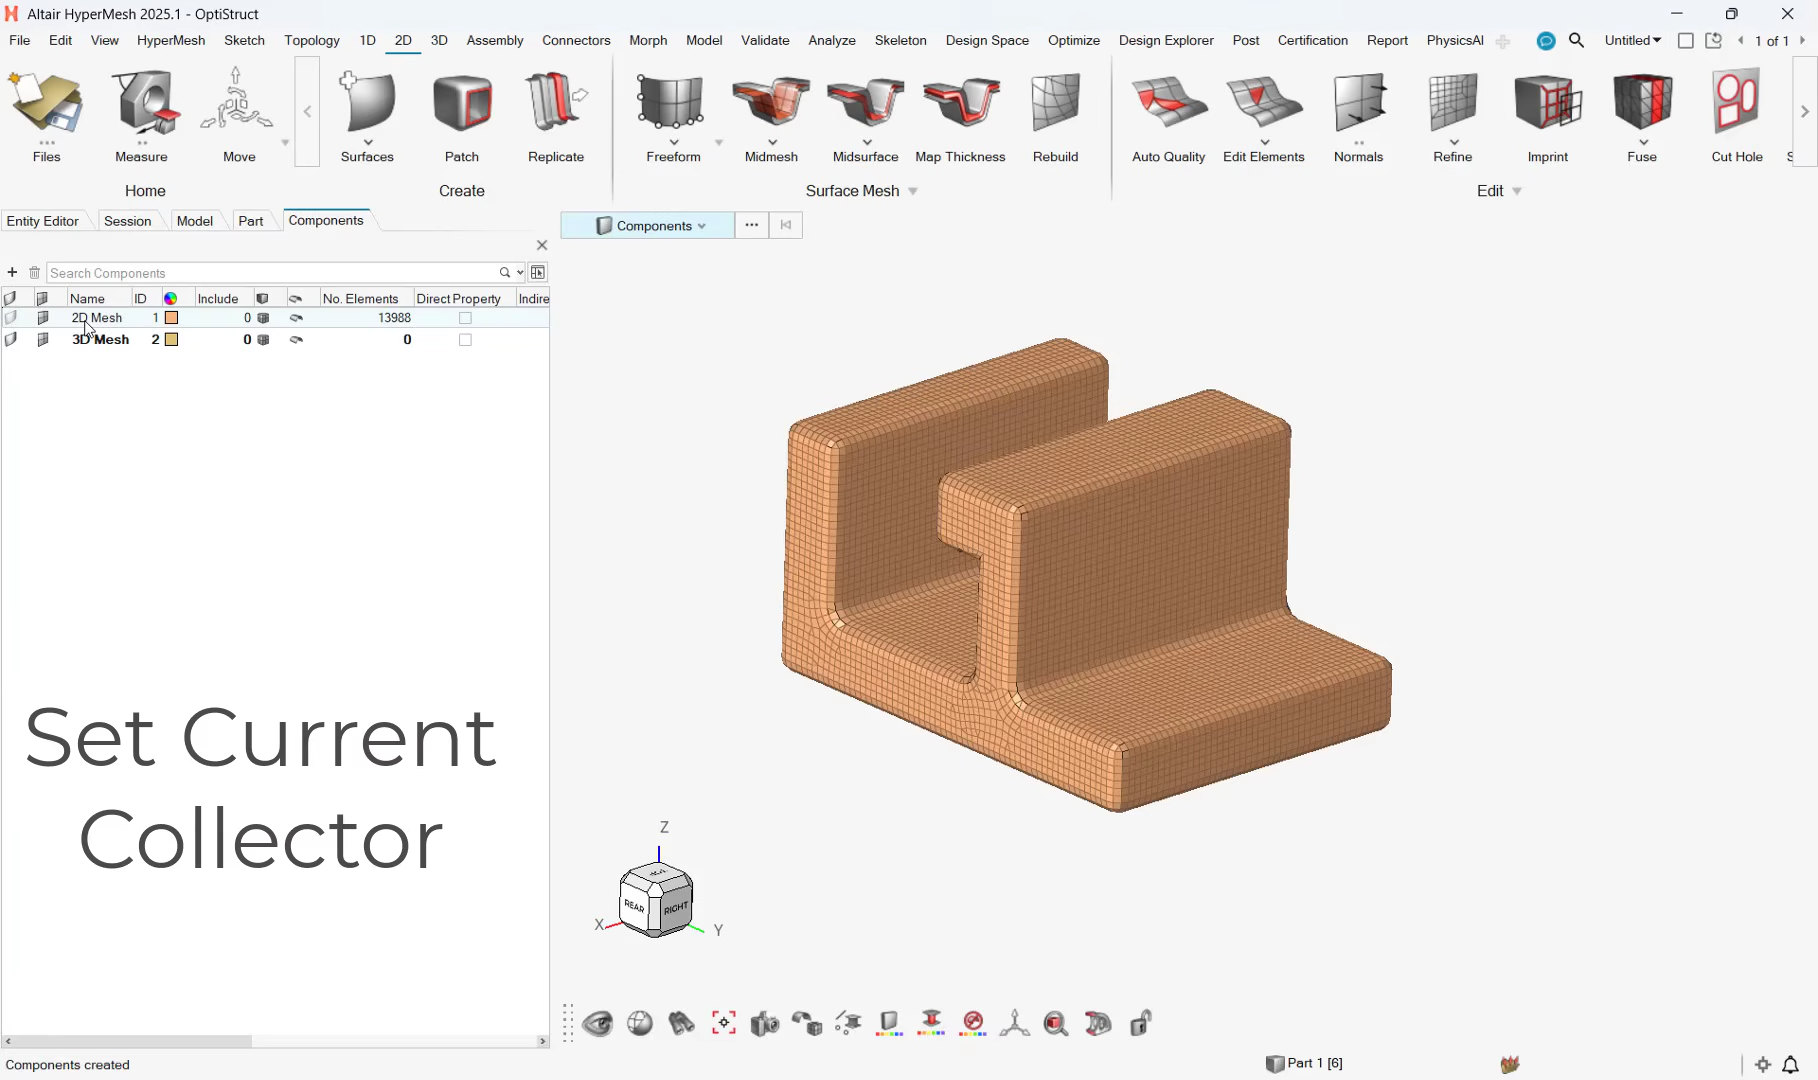 Altair HyperMesh 2025.1 - OptiStruct
File Edit View HyperMesh Sketch Topology 1D 2D 3D Assembly Connectors Morph Model Validate Analyze Skeleton Design Space Optimize Design Explorer Post Certification Report PhysicsAI Untitled 1 of 1
Files Measure Move Surfaces Patch Replicate Freeform Midmesh Midsurface Map Thickness Rebuild Auto Quality Edit Elements Normals Refine Imprint Fuse Cut Hole
Home Create Surface Mesh Edit
Entity Editor Session Model Part Components
Components
Search Components
Name ID Include No. Elements Direct Property Indire
2D Mesh 1 0 13988
3D Mesh 2 0 0
Set Current
Collector
Z
REAR RIGHT
X Y
Components created
Part 1 [6]